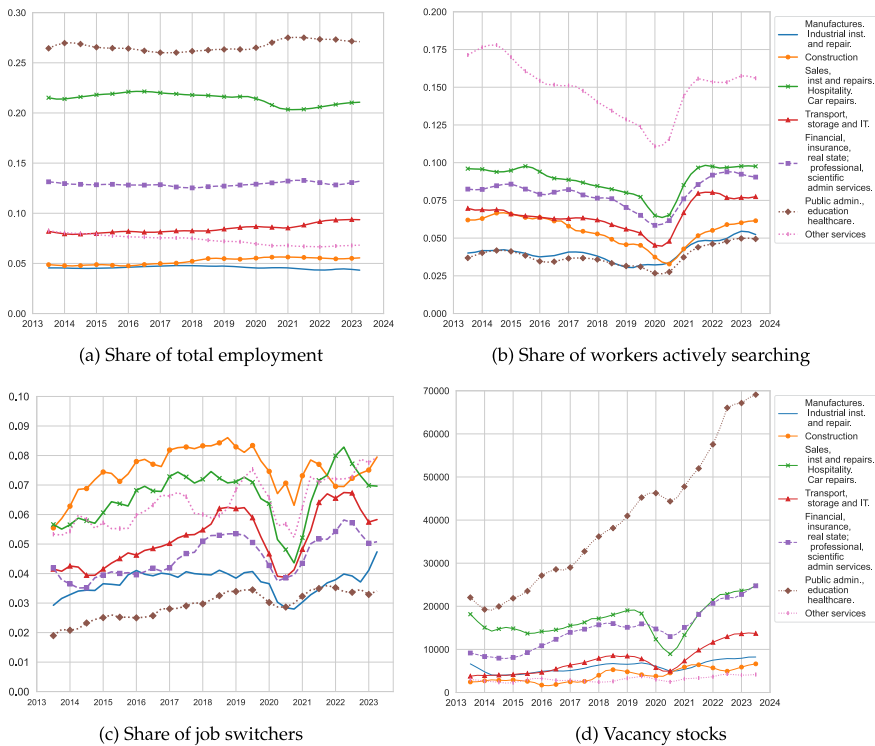 0.30
0.25
0.20
0.15
0.10
0.05
0.00
2013 2014 2015 2016 2017 2018 2019 2020 2021 2022 2023 2024
(a) Share of total employment
0.200
0.175
0.150
0.125
0.100
0.075
0.050
0.025
0.000
2013 2014 2015 2016 2017 2018 2019 2020 2021 2022 2023 2024
Manufactures.
Industrial inst.
and repair.
Construction
Sales,
inst and repairs.
Hospitality.
Car repairs.
Transport,
storage and IT.
Financial,
insurance,
real state;
professional,
scientific
admin services.
Public admin.,
education
healthcare.
Other services
(b) Share of workers actively searching
0.10
0.09
0.08
0.07
0.06
0.05
0.04
0.03
0.02
0.01
0.00
2013 2014 2015 2016 2017 2018 2019 2020 2021 2022 2023
(c) Share of job switchers
70000
60000
50000
40000
30000
20000
10000
0
2013 2014 2015 2016 2017 2018 2019 2020 2021 2022 2023 2024
Manufactures.
Industrial inst.
and repair.
Construction
Sales,
inst and repairs.
Hospitality.
Car repairs.
Transport,
storage and IT.
Financial,
insurance,
real state;
professional,
scientific
admin services.
Public admin.,
education
healthcare.
Other services
(d) Vacancy stocks